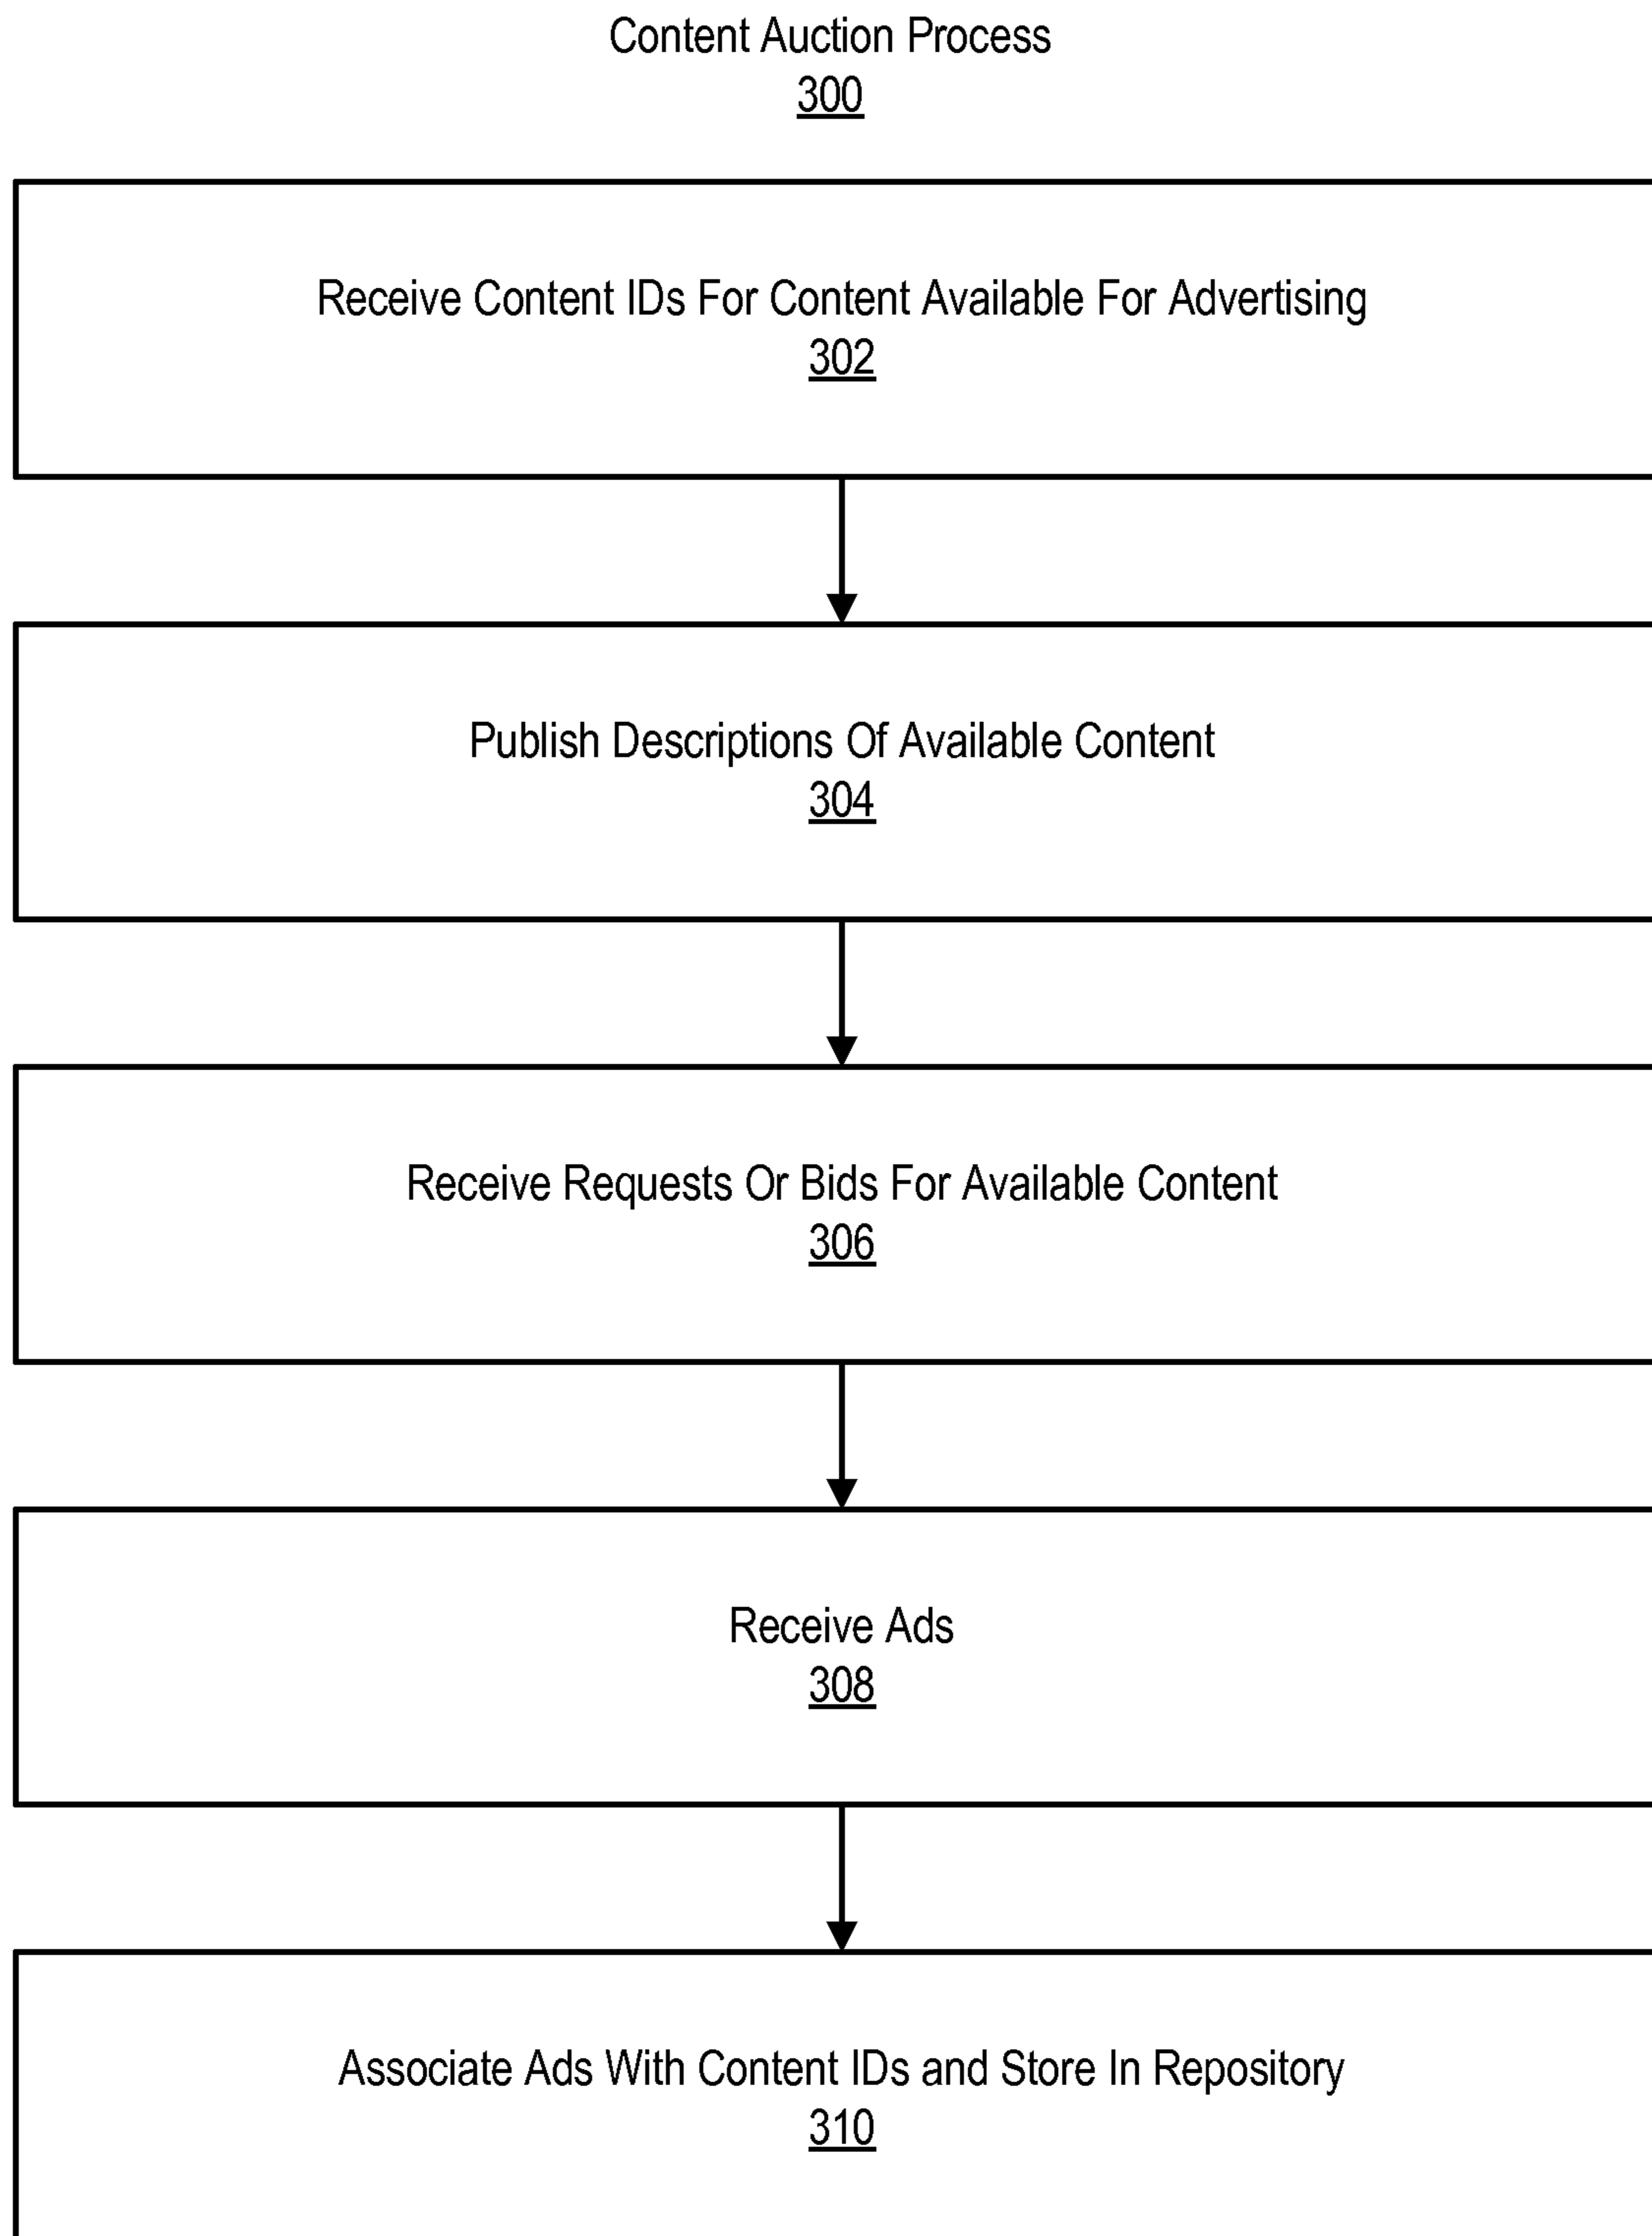 Content Auction Process
300
Receive Content IDs For Content Available For Advertising
302
Publish Descriptions Of Available Content
304
Receive Requests Or Bids For Available Content
306
Receive Ads
308
Associate Ads With Content IDs and Store In Repository
310